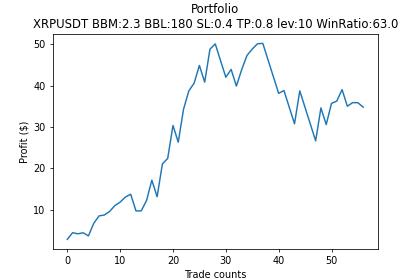 Portfolio
XRPUSDT BBM:2.3 BBL:180 SL:0.4 TP:0.8 lev:10 WinRatio:63.0
50
40
30
20
10
Profit ($)
0 10 20 30 40 50
Trade counts